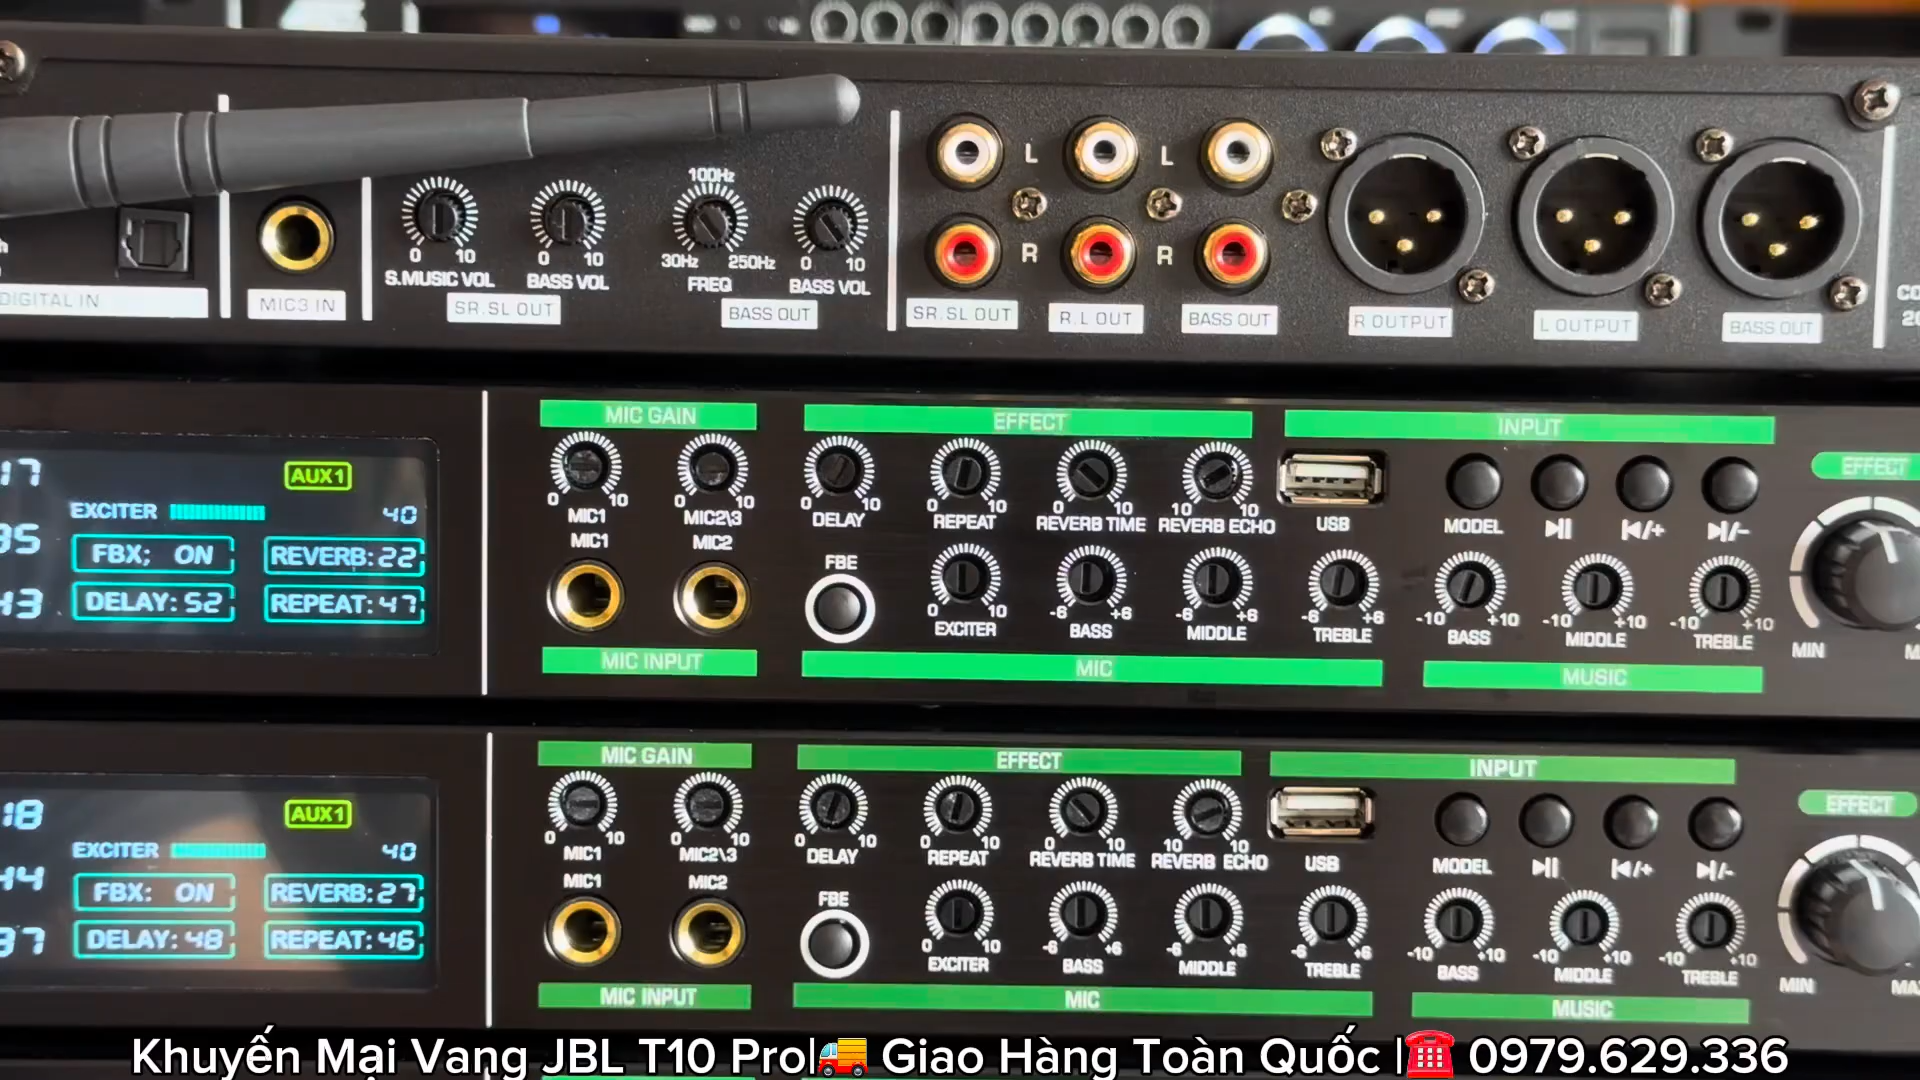 100Hz
0 10
0 10
30Hz 250Hz
0 10
S.MUSIC VOL
BASS VOL
FREQ
BASS VOL
DIGITAL IN
MIC3 IN
SR.SL OUT
BASS OUT
L
L
R
R
SR.SL OUT
R.L OUT
BASS OUT
R OUTPUT
L OUTPUT
BASS OUT
MIC GAIN
EFFECT
INPUT
EFFECT
17
AUX1
EXCITER 40
FBX; ON
REVERB:22
DELAY:52
REPEAT:47
0 10
0 10
0 10
0 10
0 10
10 10
MIC1
MIC2\3
DELAY
REPEAT
REVERB TIME
REVERB ECHO
USB
MODEL
/+
/-
MIC1
MIC2
FBE
0 10
-6 +6
-6 +6
-6 +6
-10 +10
-10 +10
-10 +10
EXCITER
BASS
MIDDLE
TREBLE
BASS
MIDDLE
TREBLE
MIN
MIC INPUT
MIC
MUSIC
MIC GAIN
EFFECT
INPUT
EFFECT
18
AUX1
EXCITER 40
FBX: ON
REVERB:27
DELAY:48
REPEAT:46
0 10
0 10
0 10
0 10
0 10
10 10
MIC1
MIC2\3
DELAY
REPEAT
REVERB TIME
REVERB ECHO
USB
MODEL
/+
/-
MIC1
MIC2
FBE
0 10
-6 +6
-6 +6
-6 +6
-10 +10
-10 +10
-10 +10
EXCITER
BASS
MIDDLE
TREBLE
BASS
MIDDLE
TREBLE
MIN
MIC INPUT
MIC
MUSIC
Khuyến Mại Vang JBL T10 Pro|🚚 Giao Hàng Toàn Quốc |☎️ 0979.629.336